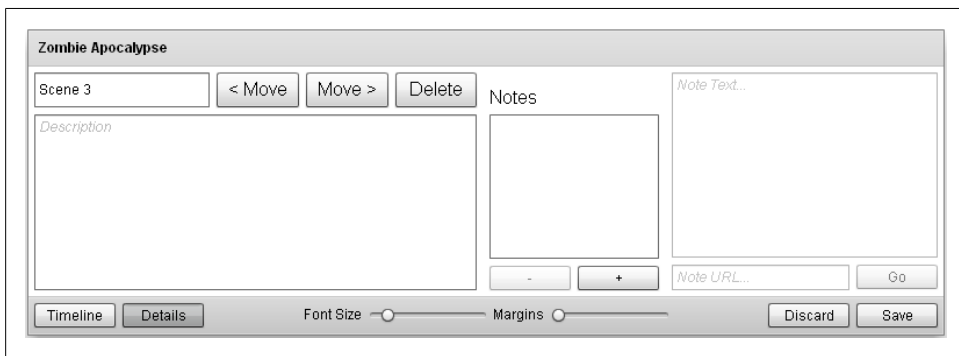 Zombie Apocalypse
Scene 3
< Move
Move >
Delete
Notes
Note Text...
Description
-
+
Note URL...
Go
Timeline
Details
Font Size
Margins
Discard
Save